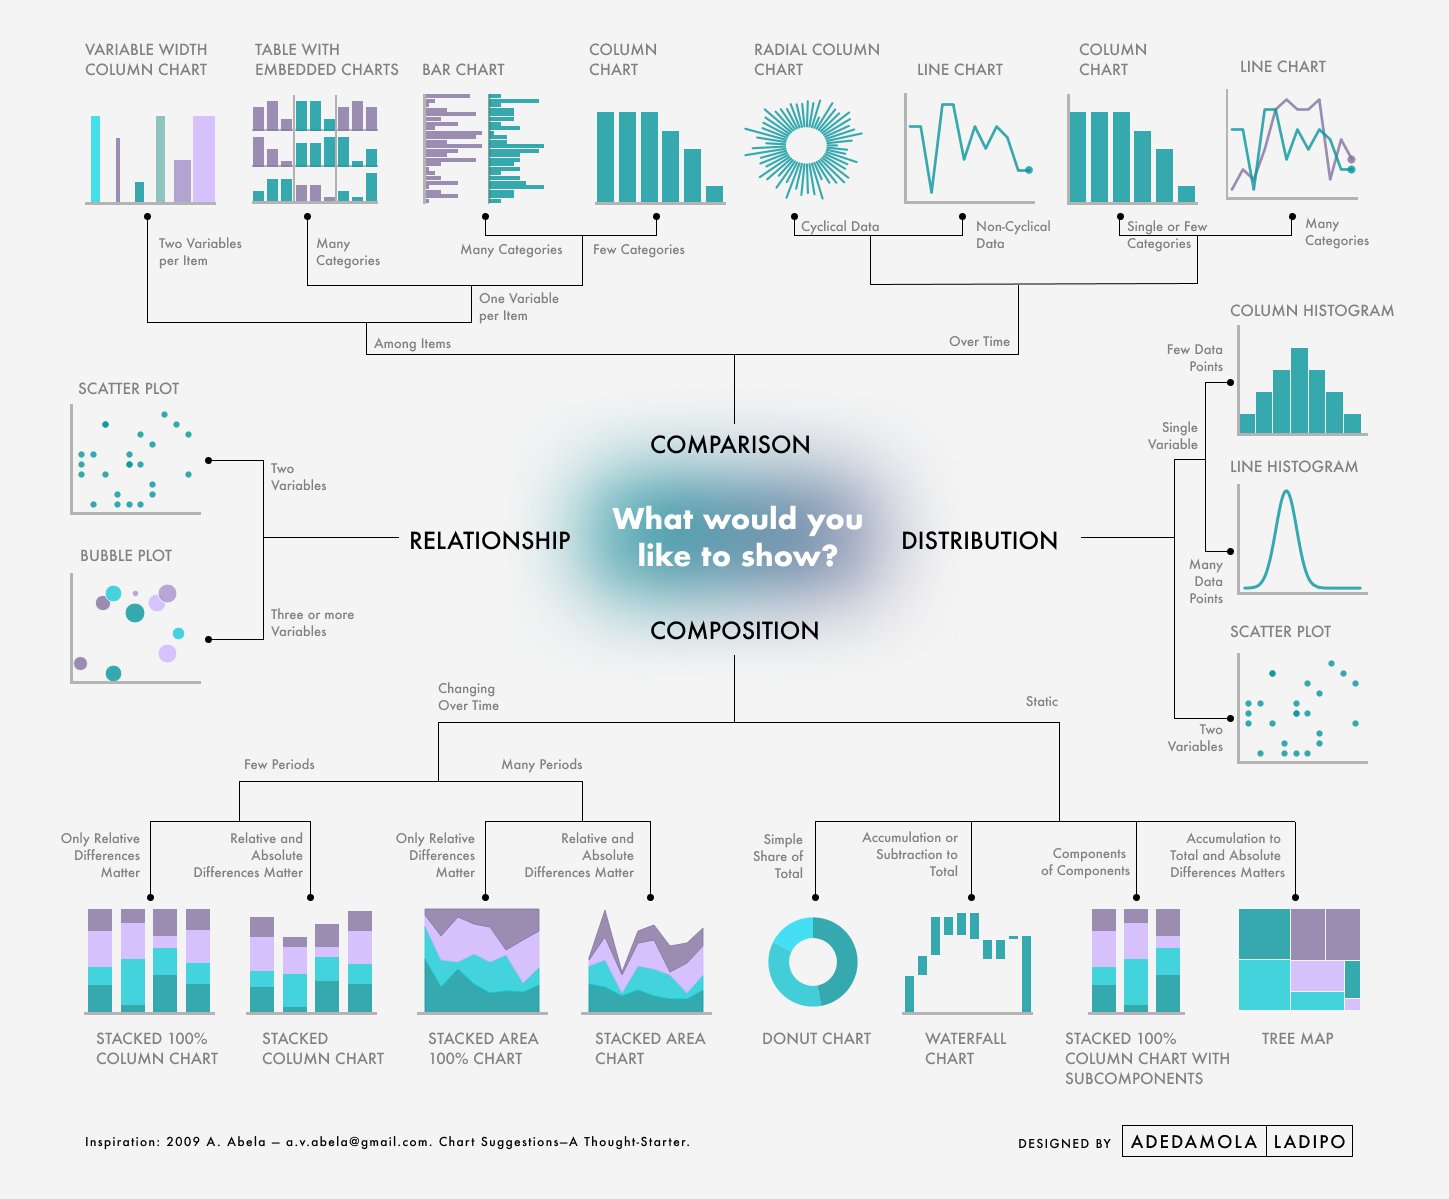 VARIABLE WIDTH
COLUMN CHART
TABLE WITH
EMBEDDED CHARTS
BAR CHART
COLUMN
CHART
RADIAL COLUMN
CHART
LINE CHART
COLUMN
CHART
LINE CHART
Two Variables
per Item
Many
Categories
Many Categories
Few Categories
Cyclical Data
Non-Cyclical
Data
Single or Few
Categories
Many
Categories
One Variable
per Item
Among Items
Over Time
COLUMN HISTOGRAM
Few Data
Points
Single
Variable
LINE HISTOGRAM
Many
Data
Points
SCATTER PLOT
Two
Variables
SCATTER PLOT
Two
Variables
BUBBLE PLOT
Three or more
Variables
COMPARISON
RELATIONSHIP
What would you
like to show?
DISTRIBUTION
COMPOSITION
Changing
Over Time
Static
Few Periods
Many Periods
Only Relative
Differences
Matter
Relative and
Absolute
Differences Matter
Only Relative
Differences
Matter
Relative and
Absolute
Differences Matter
Simple
Share of
Total
Accumulation or
Subtraction to
Total
Components
of Components
Accumulation to
Total and Absolute
Differences Matters
STACKED 100%
COLUMN CHART
STACKED
COLUMN CHART
STACKED AREA
100% CHART
STACKED AREA
CHART
DONUT CHART
WATERFALL
CHART
STACKED 100%
COLUMN CHART WITH
SUBCOMPONENTS
TREE MAP
Inspiration: 2009 A. Abela — a.v.abela@gmail.com. Chart Suggestions—A Thought-Starter.
DESIGNED BY ADEDAMOLA LADIPO